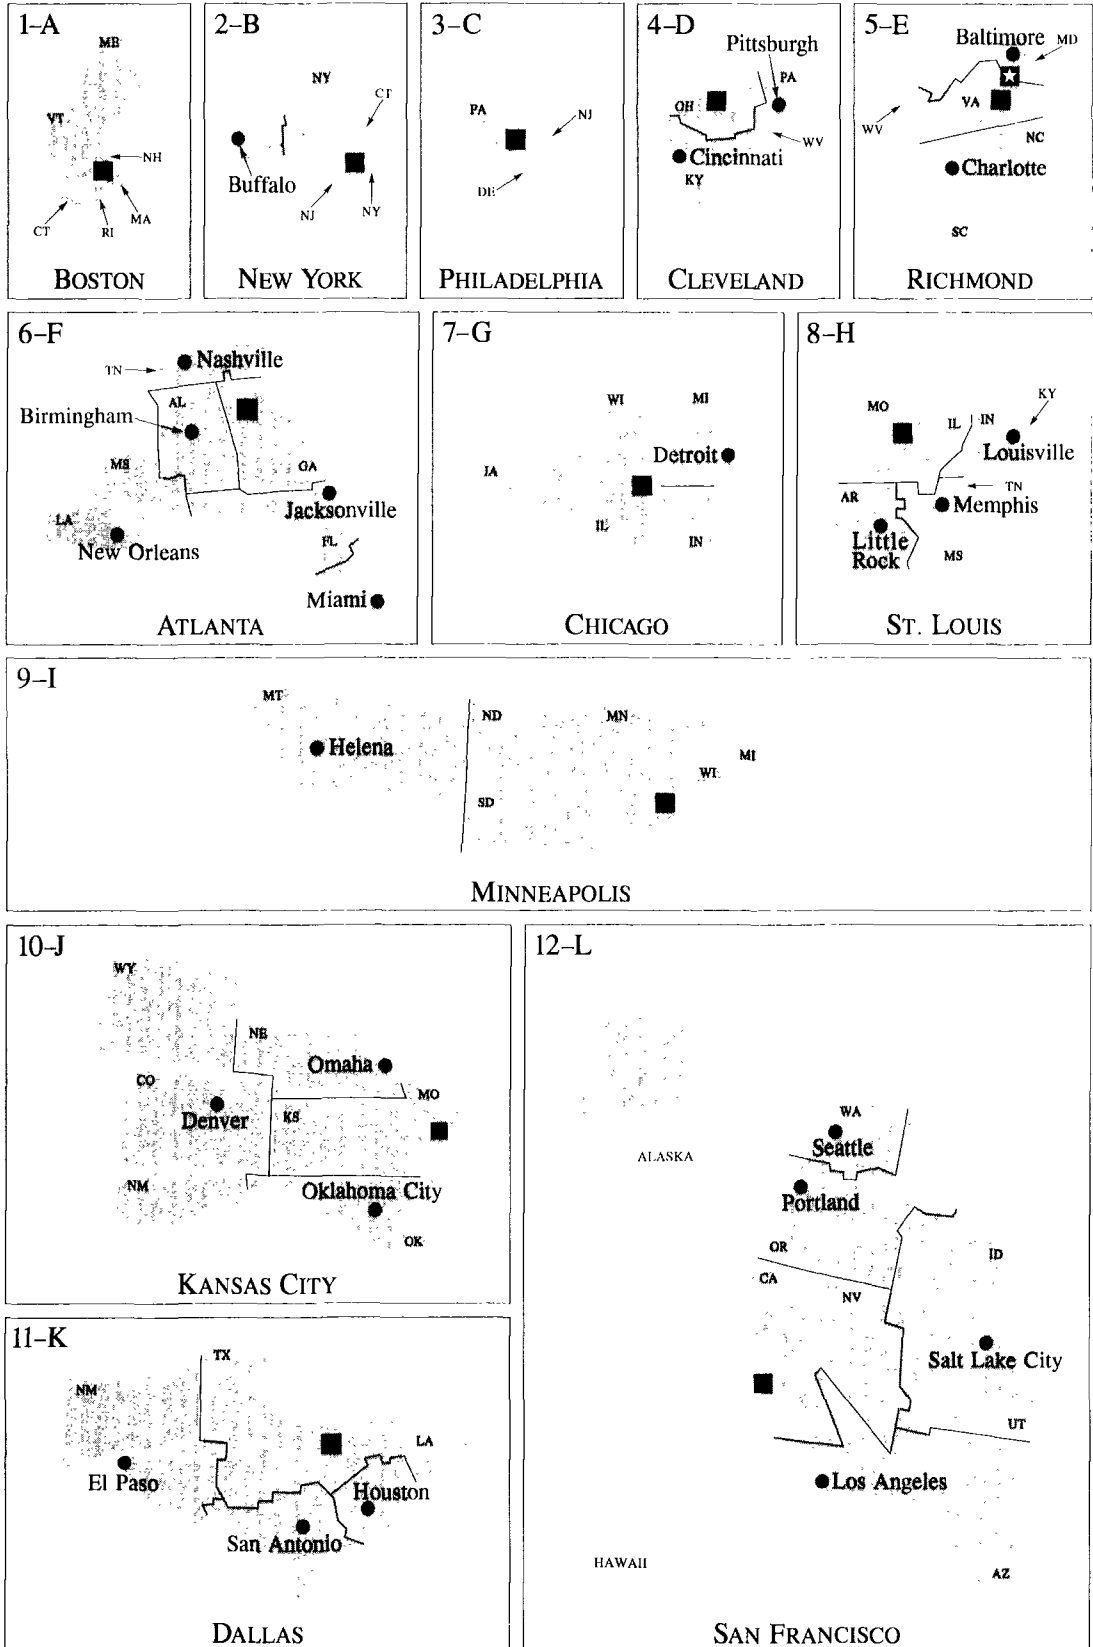 1–A
ME
VT
NH
MA
CT
RI
BOSTON
2–B
NY
CT
Buffalo
NJ
NY
NEW YORK
3–C
PA
NJ
DE
PHILADELPHIA
4–D
Pittsburgh
PA
OH
WV
Cincinnati
KY
CLEVELAND
5–E
Baltimore
MD
VA
WV
NC
Charlotte
SC
RICHMOND
6–F
Nashville
TN
AL
Birmingham
MS
GA
Jacksonville
LA
New Orleans
FL
Miami
ATLANTA
7–G
WI
MI
Detroit
IA
IL
IN
CHICAGO
8–H
KY
MO
IL
IN
Louisville
TN
AR
Memphis
Little
Rock
MS
ST. LOUIS
9–I
MT
ND
MN
Helena
MI
WI
SD
MINNEAPOLIS
10–J
WY
NE
Omaha
CO
MO
Denver
KS
NM
Oklahoma City
OK
KANSAS CITY
11–K
TX
NM
LA
El Paso
Houston
San Antonio
DALLAS
12–L
WA
Seattle
ALASKA
Portland
OR
ID
CA
NV
Salt Lake City
UT
Los Angeles
HAWAII
AZ
SAN FRANCISCO